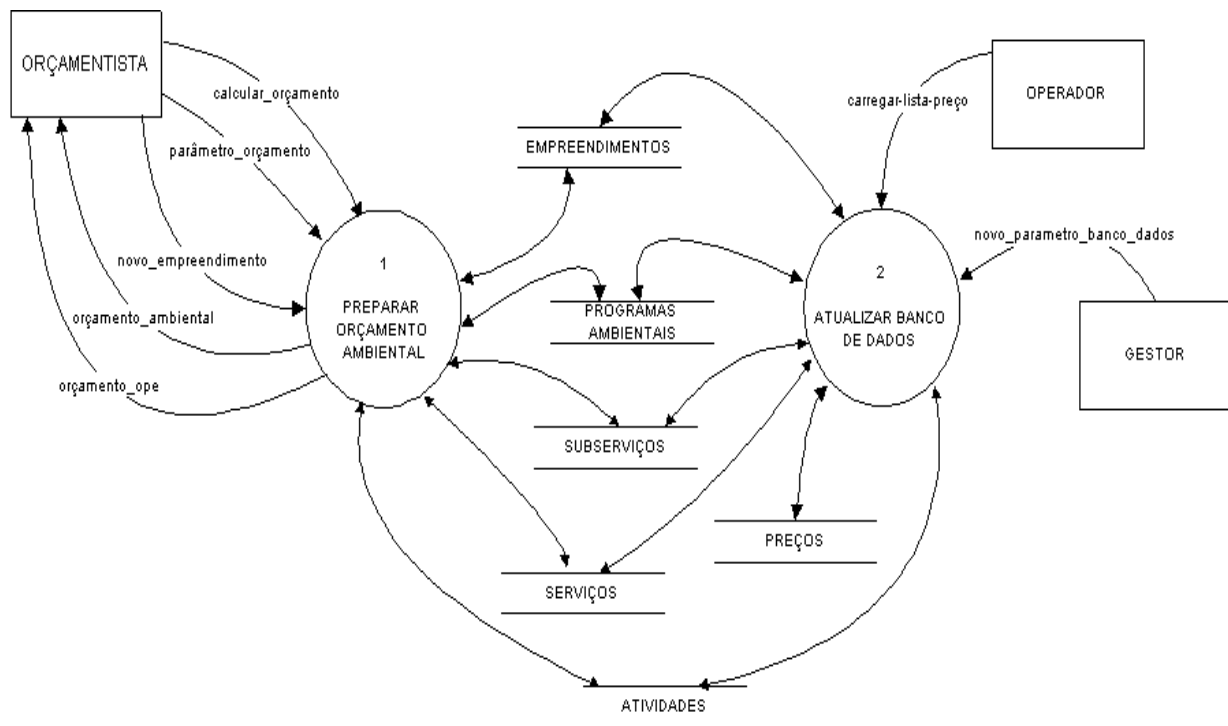 ORÇAMENTISTA
calcular_orçamento
parâmetro_orçamento
novo_empreendimento
orçamento_ambiental
orçamento_ope
1
PREPARAR
ORÇAMENTO
AMBIENTAL
EMPREENDIMENTOS
PROGRAMAS
AMBIENTAIS
SUBSERVIÇOS
PREÇOS
SERVIÇOS
ATIVIDADES
carregar-lista-preço
OPERADOR
2
ATUALIZAR BANCO
DE DADOS
novo_parametro_banco_dados
GESTOR